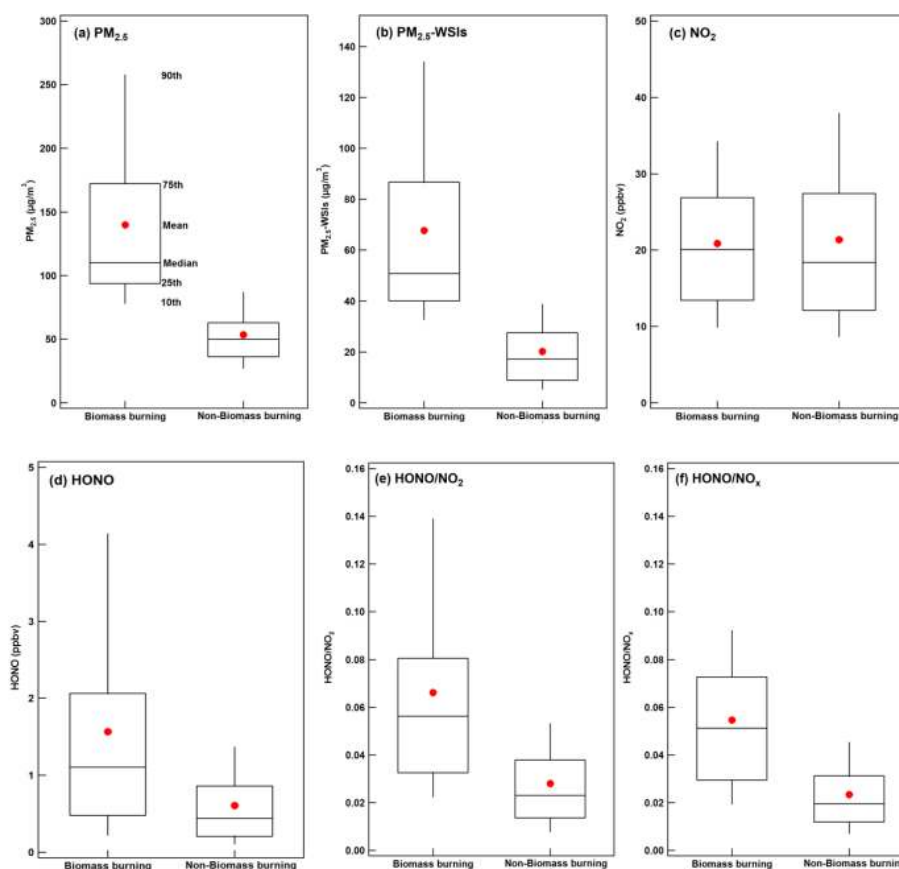 (a) PM2.5
300
250
200
150
100
50
0
PM2.5 (μg/m3)
90th
75th
Mean
Median
25th
10th
Biomass burning
Non-Biomass burning
(b) PM2.5-WSIs
140
120
100
80
60
40
20
0
PM2.5-WSIs (μg/m3)
Biomass burning
Non-Biomass burning
(c) NO2
50
40
30
20
10
0
NO2 (ppbv)
Biomass burning
Non-Biomass burning
(d) HONO
5
4
3
2
1
0
HONO (ppbv)
Biomass burning
Non-Biomass burning
(e) HONO/NO2
0.16
0.14
0.12
0.10
0.08
0.06
0.04
0.02
0.00
HONO/NO2
Biomass burning
Non-Biomass burning
(f) HONO/NOx
0.16
0.14
0.12
0.10
0.08
0.06
0.04
0.02
0.00
HONO/NOx
Biomass burning
Non-Biomass burning